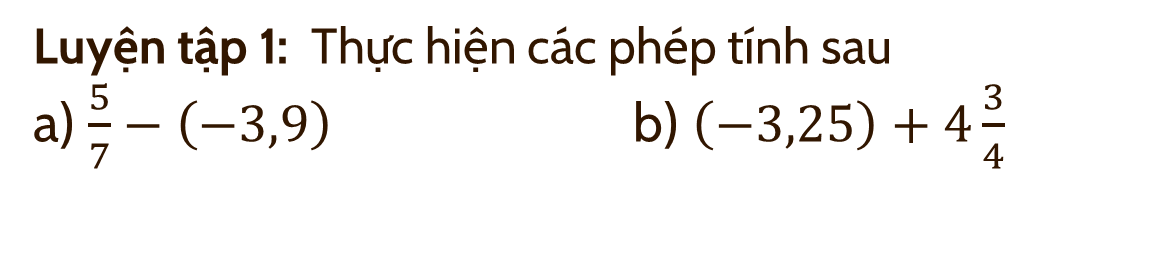 Luyện tập 1: Thực hiện các phép tính sau
a) 5/7 − (−3,9) b) (−3,25) + 4 3/4